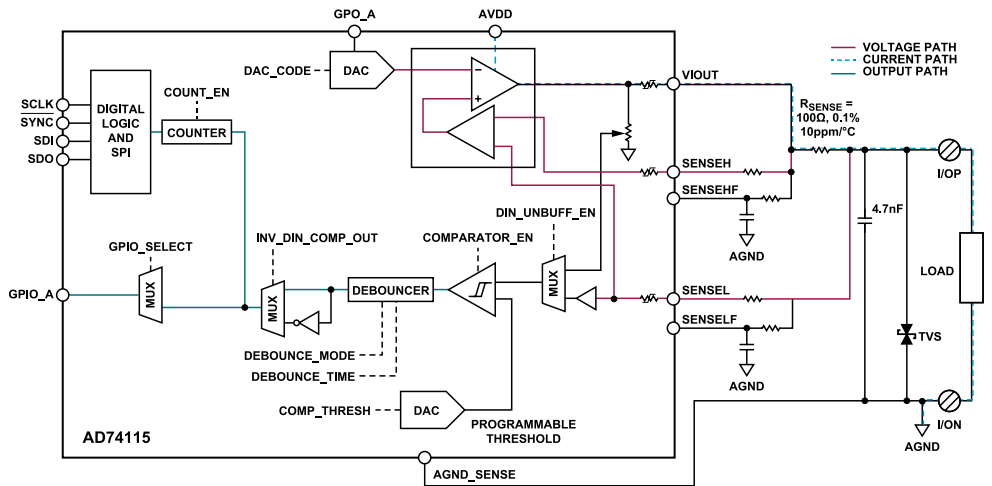 GPO_A
AVDD
VOLTAGE PATH
CURRENT PATH
OUTPUT PATH
DAC_CODE
DAC
−
+
VIOUT
RSENSE =
100Ω, 0.1%
10ppm/°C
SCLK
SYNC
SDI
SDO
DIGITAL
LOGIC
AND
SPI
COUNT_EN
COUNTER
SENSEH
SENSEHF
I/OP
4.7nF
AGND
DIN_UNBUFF_EN
GPIO_SELECT
INV_DIN_COMP_OUT
COMPARATOR_EN
LOAD
GPIO_A
MUX
MUX
DEBOUNCER
MUX
SENSEL
SENSELF
TVS
DEBOUNCE_MODE
DEBOUNCE_TIME
AGND
COMP_THRESH
DAC
PROGRAMMABLE
THRESHOLD
I/ON
AGND
AD74115
AGND_SENSE